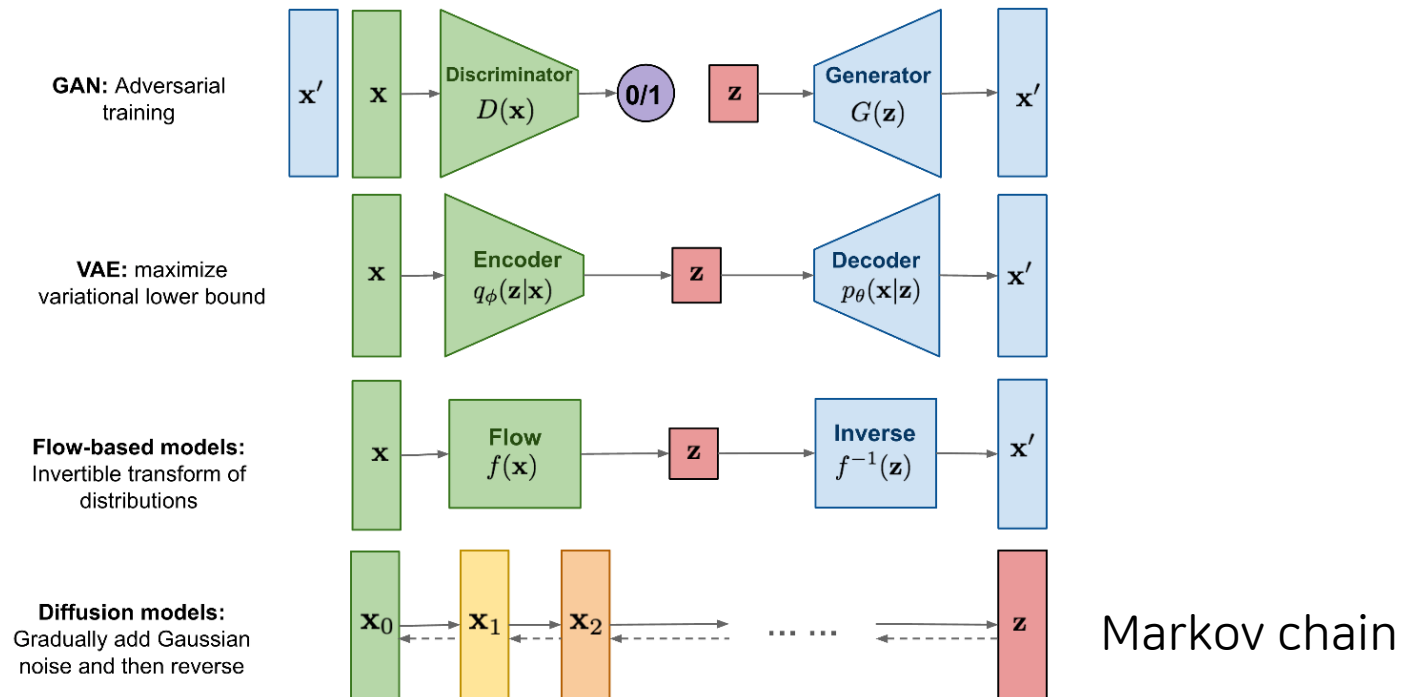 GAN: Adversarial
training
x′
x
Discriminator
D(x)
0/1
z
Generator
G(z)
x′
VAE: maximize
variational lower bound
x
Encoder
qϕ(z|x)
z
Decoder
pθ(x|z)
x′
Flow-based models:
Invertible transform of
distributions
x
Flow
f(x)
z
Inverse
f⁻¹(z)
x′
Diffusion models:
Gradually add Gaussian
noise and then reverse
x₀
x₁
x₂
... ...
z
Markov chain